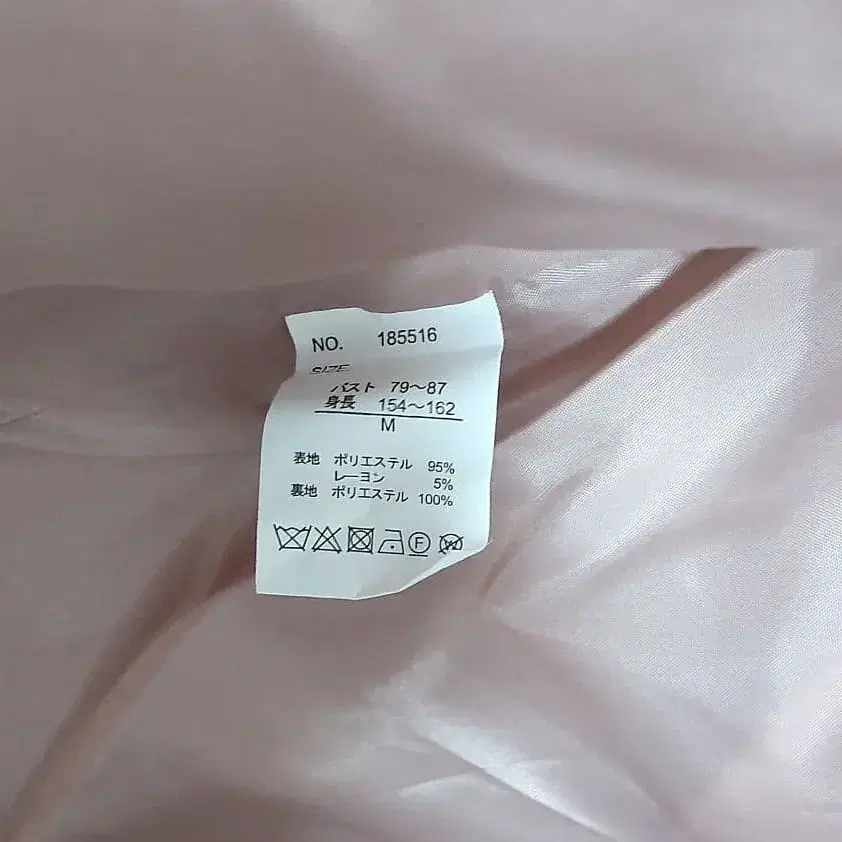 NO. 185516
SIZE
バスト 79〜87
身長 154〜162
M
表地 ポリエステル 95%
レーヨン 5%
裏地 ポリエステル 100%
F
W